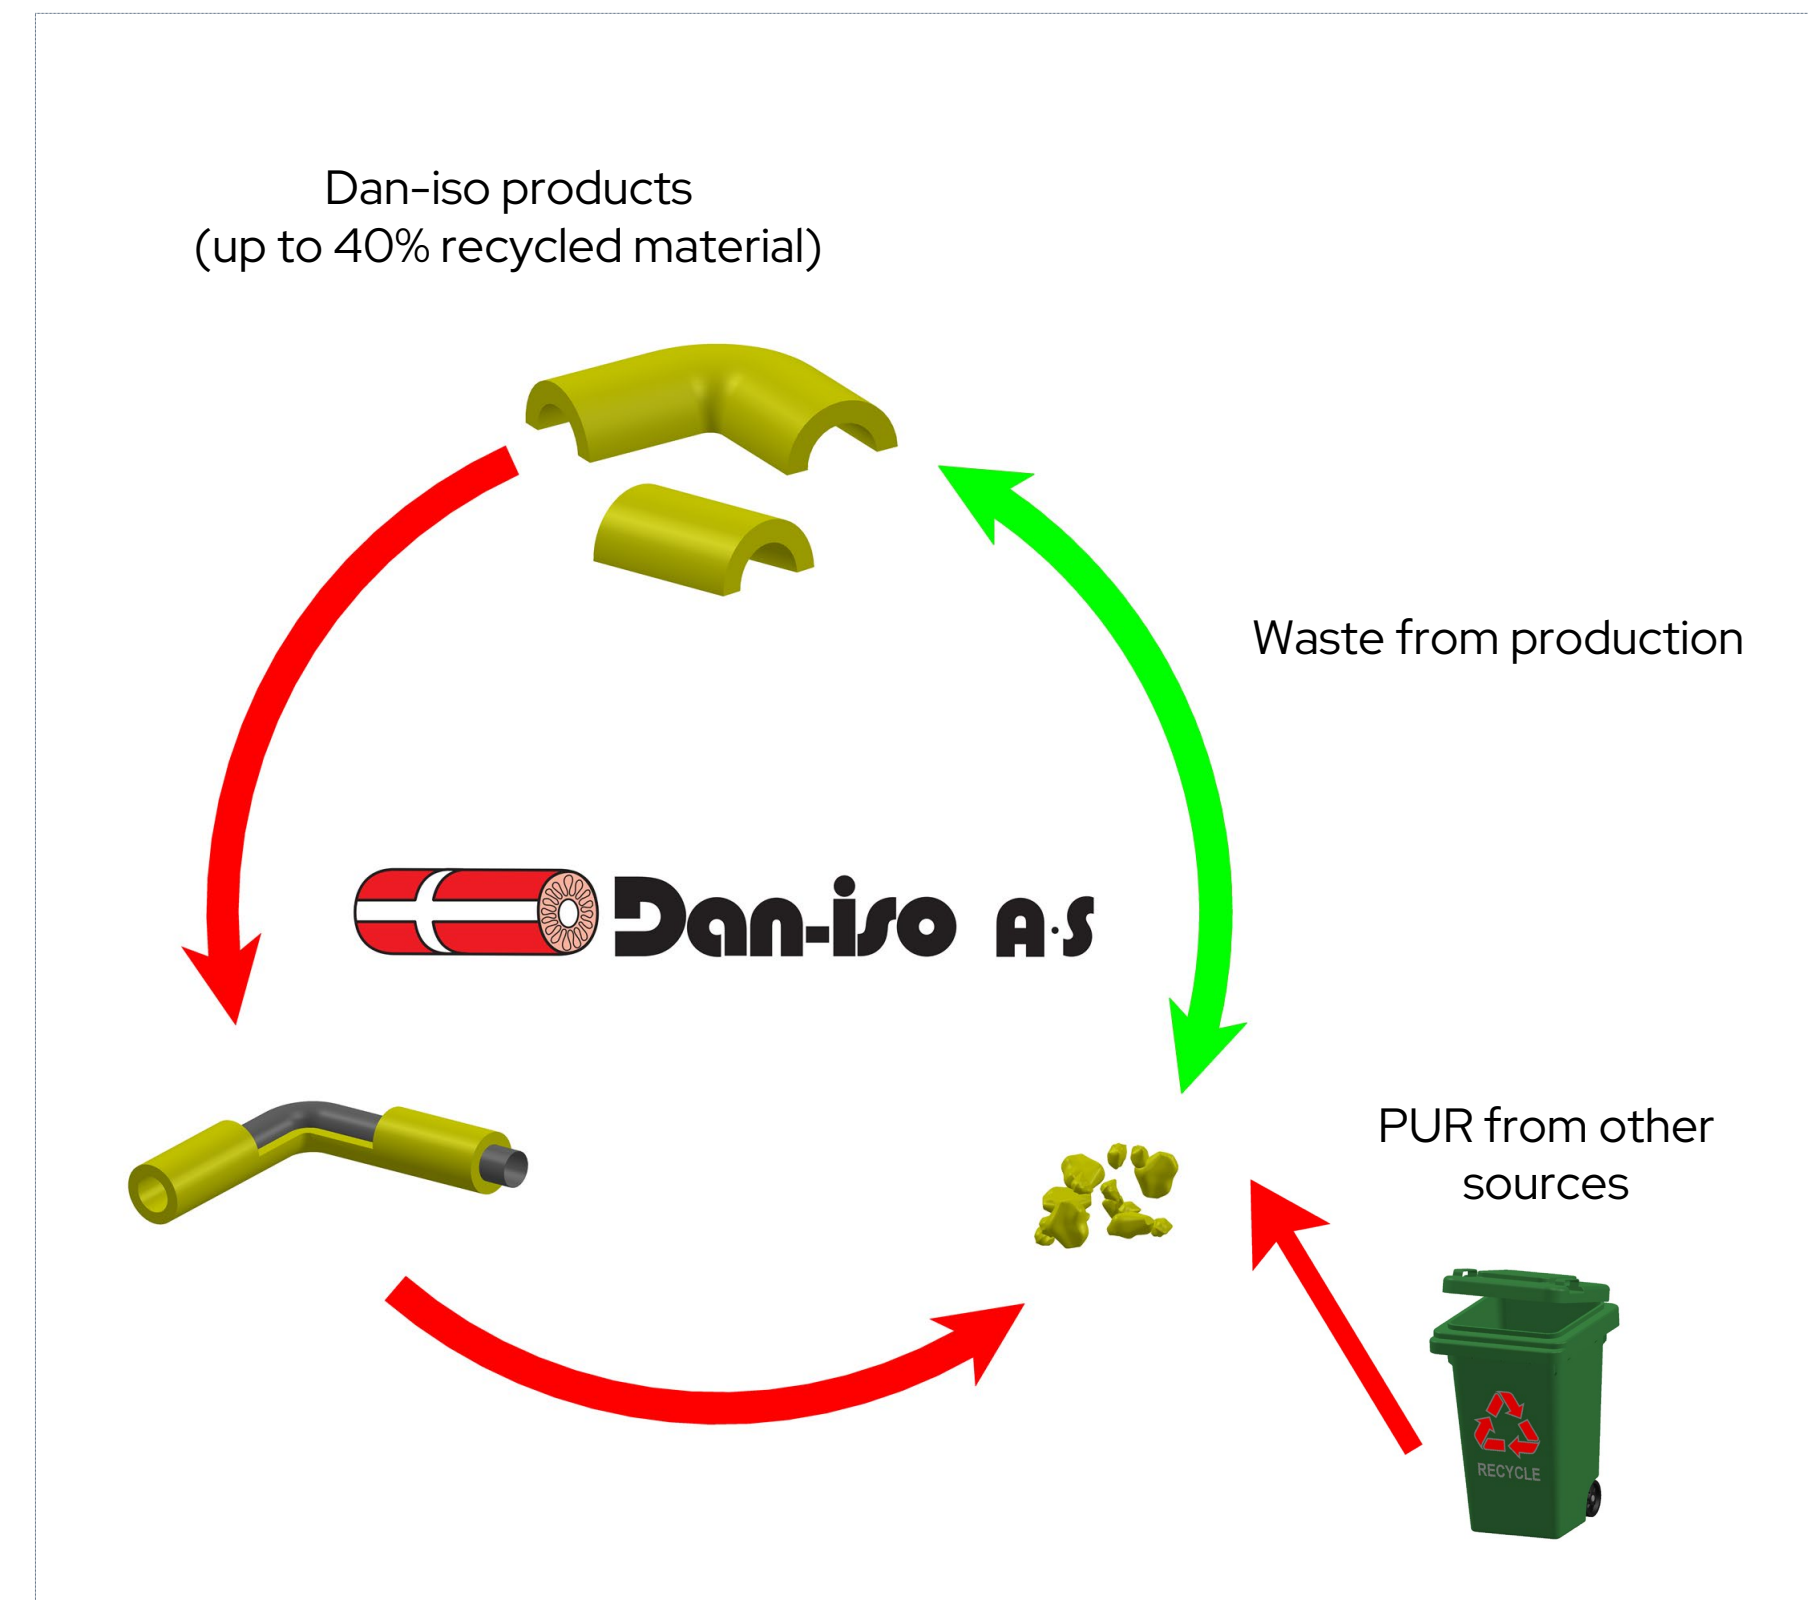 Dan-iso products
(up to 40% recycled material)
Waste from production
Dan-iso A·S
PUR from other
sources
RECYCLE